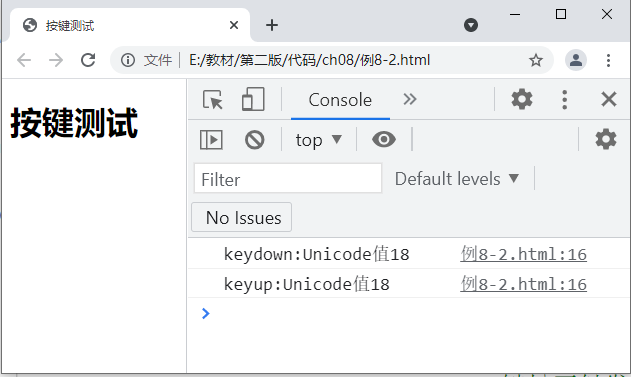 按键测试
文件 E:/教材/第二版/代码/ch08/例8-2.html
按键测试
Console
top
Filter Default levels
No Issues
keydown:Unicode值18 例8-2.html:16
keyup:Unicode值18 例8-2.html:16